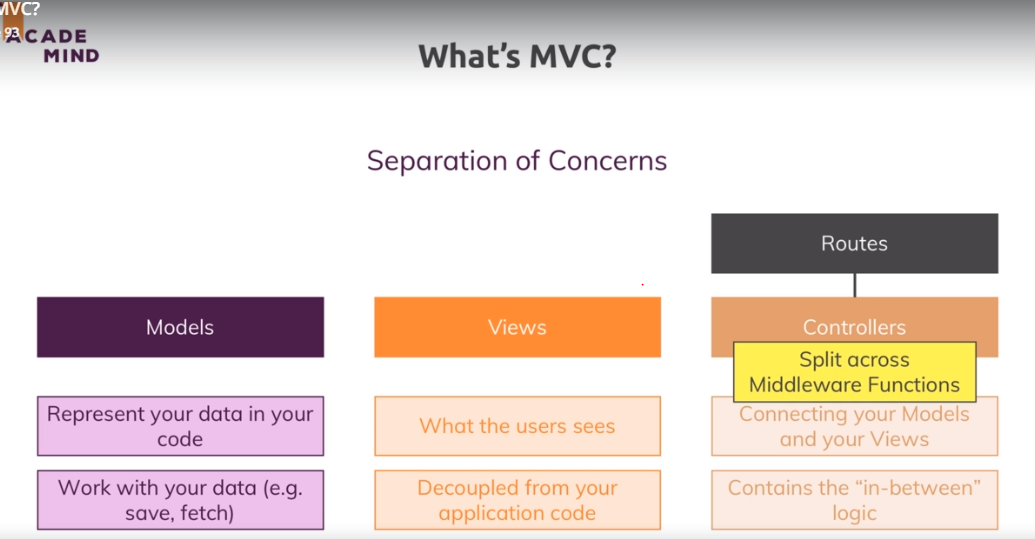 MVC?
93
ACADE
MIND
What's MVC?
Separation of Concerns
Routes
Models
Views
Controllers
Split across
Middleware Functions
Represent your data in your
code
What the users sees
Connecting your Models
and your Views
Work with your data (e.g.
save, fetch)
Decoupled from your
application code
Contains the “in-between”
logic